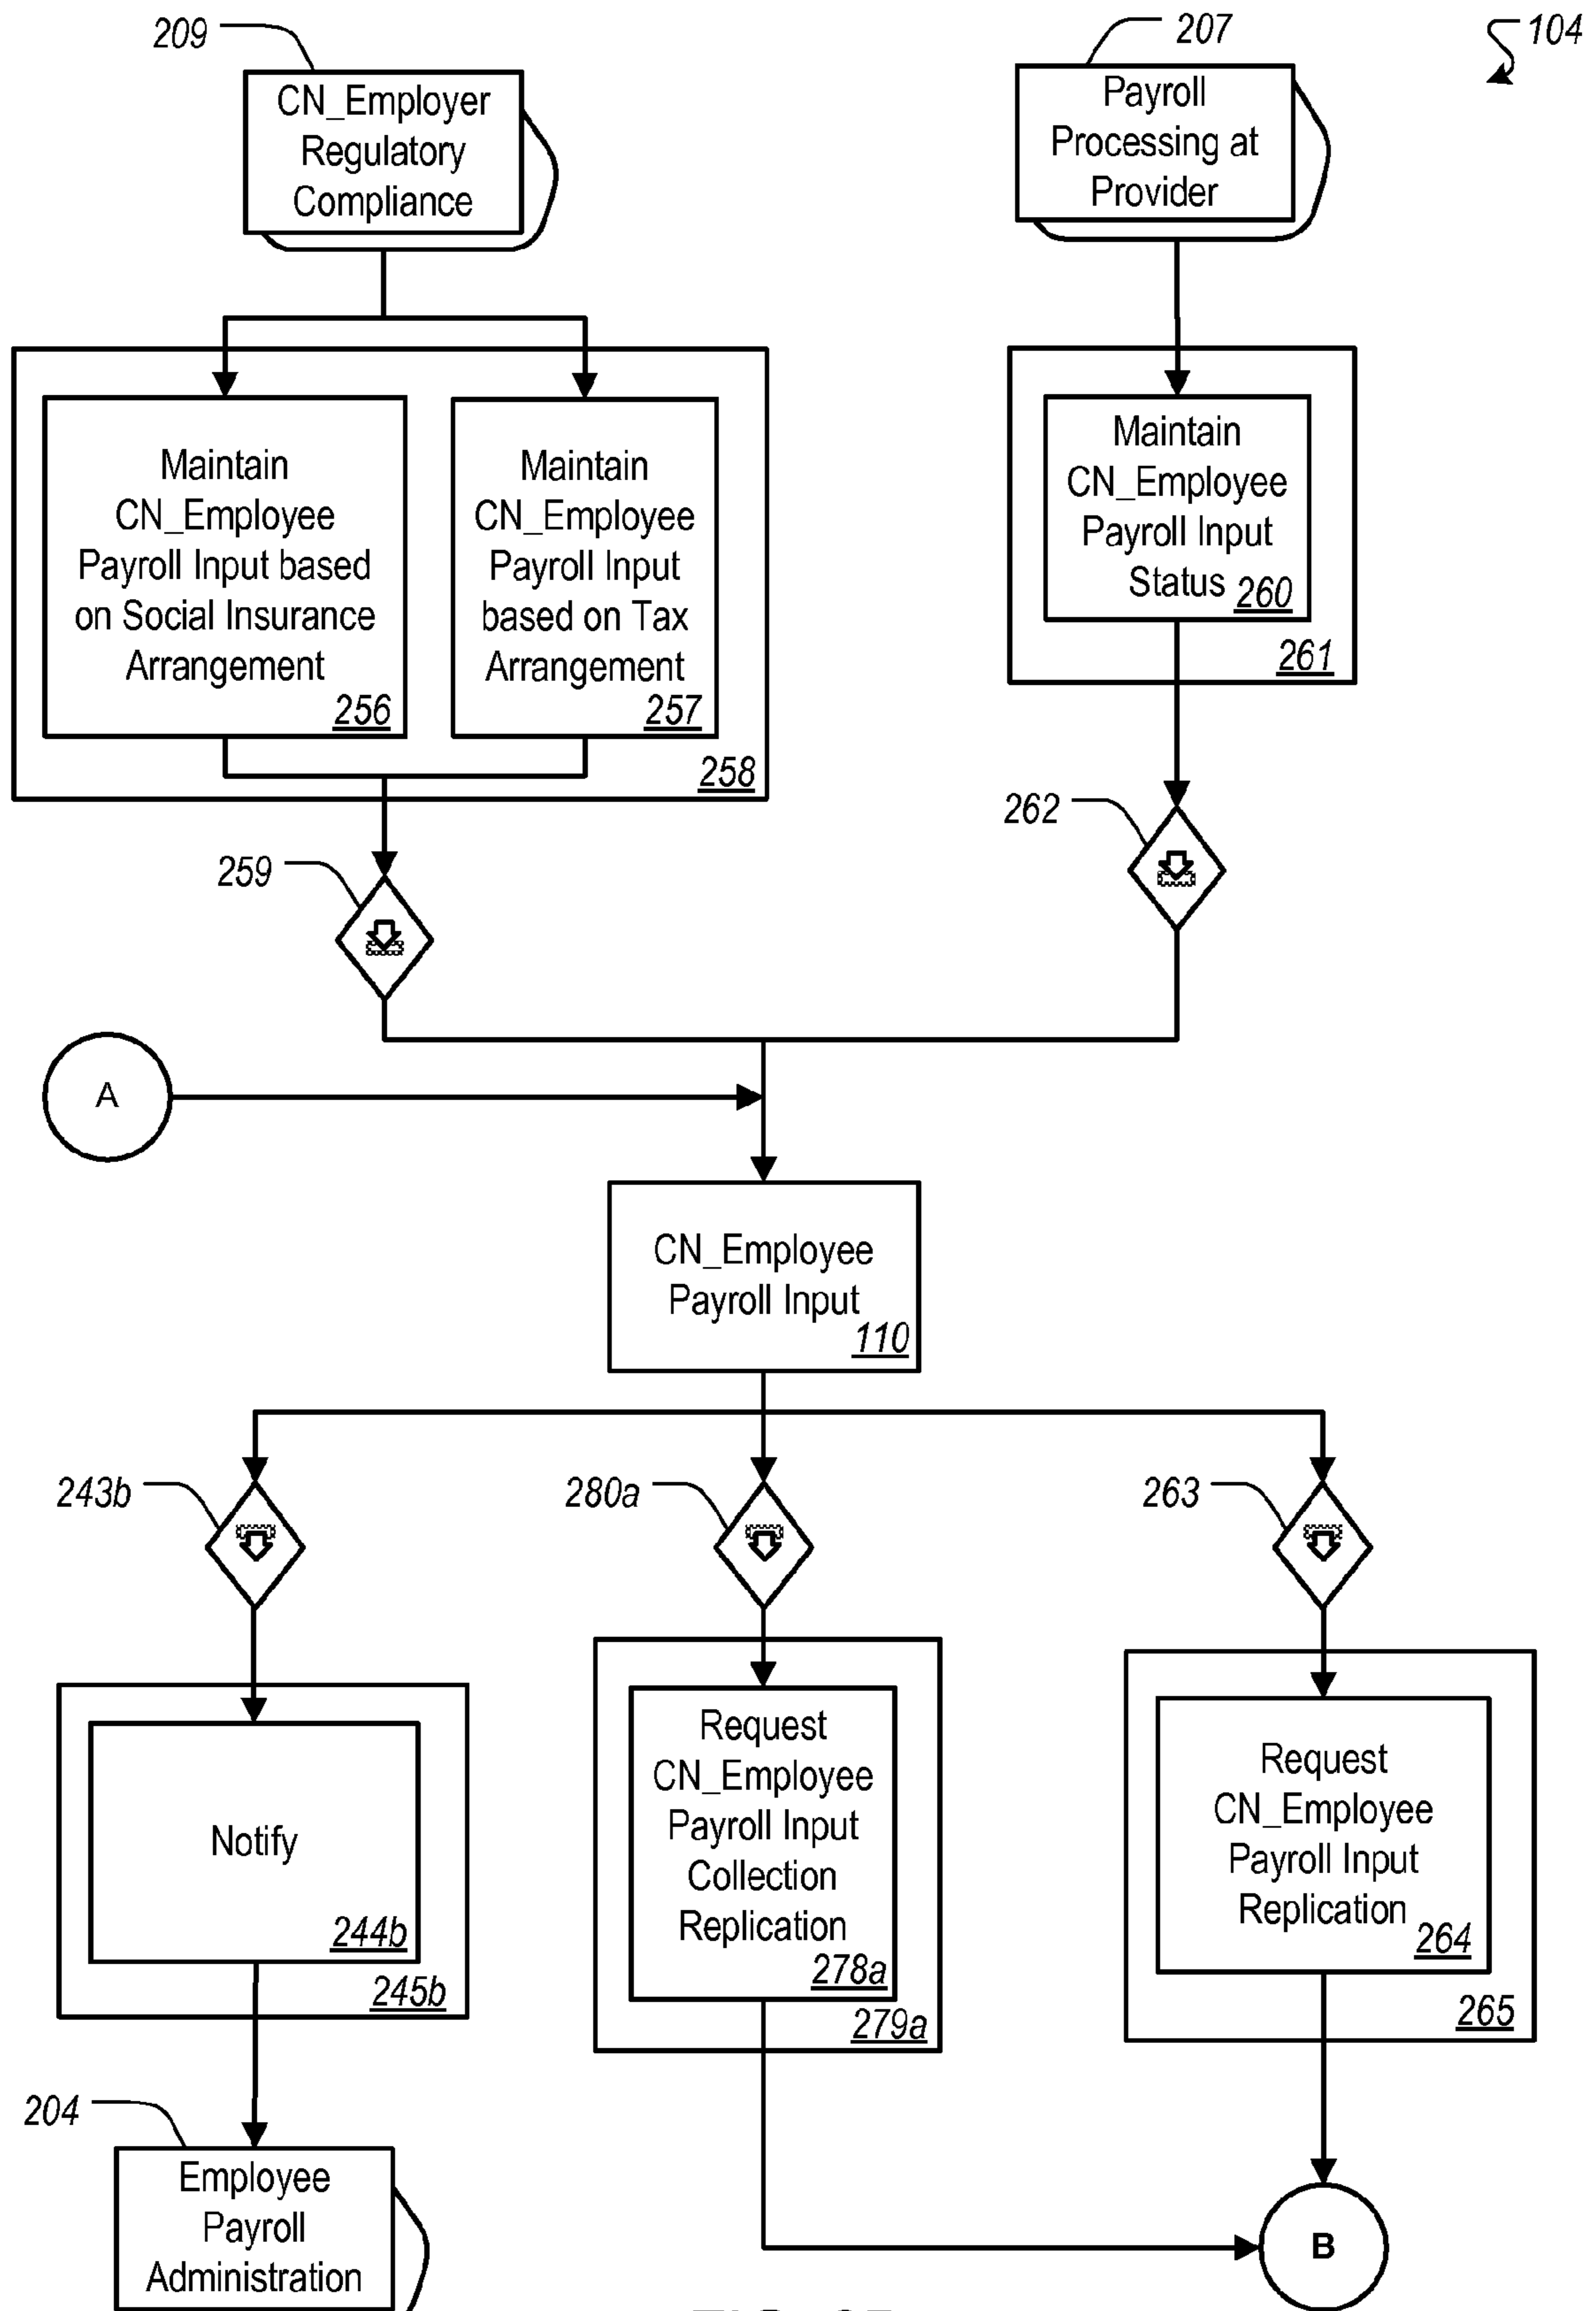 209
207
104
CN_Employer
Regulatory
Compliance
Payroll
Processing at
Provider
Maintain
CN_Employee
Payroll Input based
on Social Insurance
Arrangement
256
Maintain
CN_Employee
Payroll Input
based on Tax
Arrangement
257
258
Maintain
CN_Employee
Payroll Input
Status 260
261
259
262
A
CN_Employee
Payroll Input
110
243b
280a
263
Notify
244b
245b
Request
CN_Employee
Payroll Input
Collection
Replication
278a
279a
Request
CN_Employee
Payroll Input
Replication
264
265
204
Employee
Payroll
Administration
B